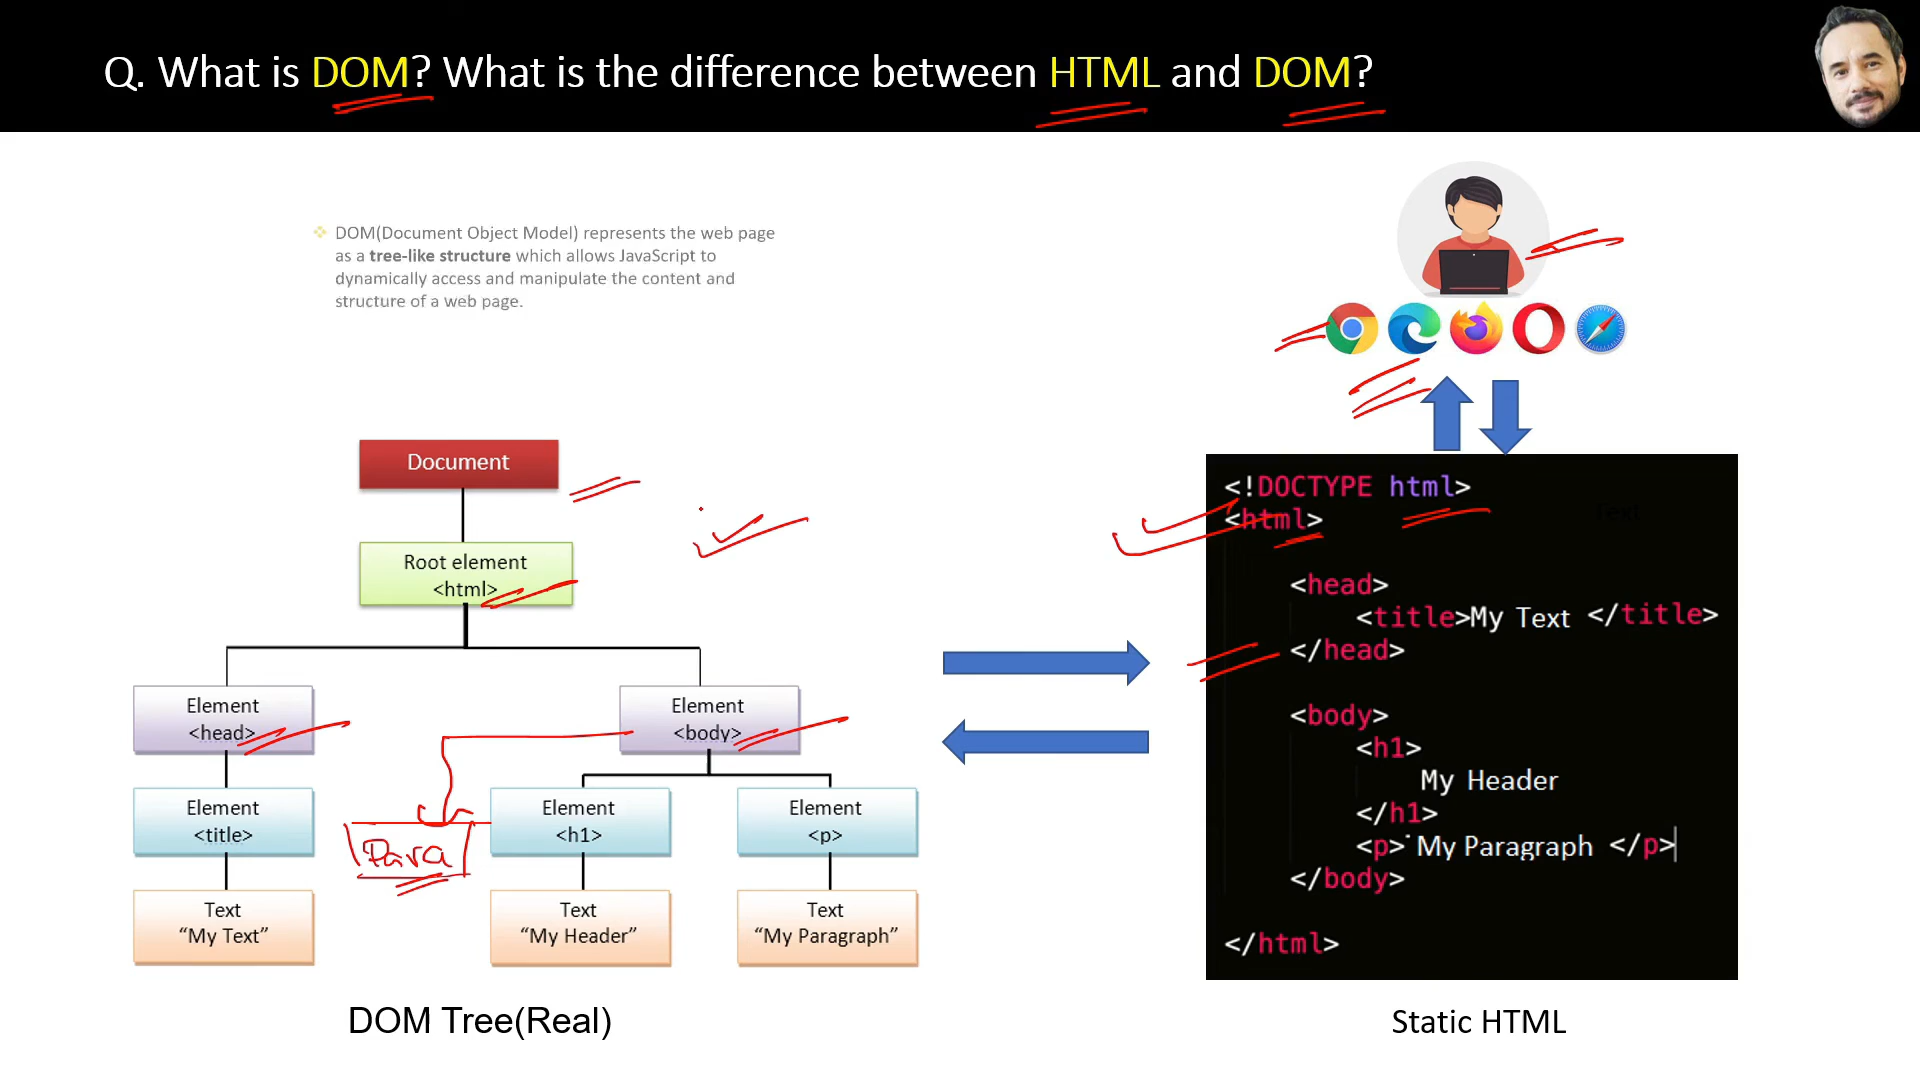 Q. What is DOM? What is the difference between HTML and DOM?
DOM(Document Object Model) represents the web page
as a tree-like structure which allows JavaScript to
dynamically access and manipulate the content and
structure of a web page.
Document
Root element
<html>
Element
<head>
Element
<body>
Element
<title>
Para
Element
<h1>
Element
<p>
Text
“My Text”
Text
“My Header”
Text
“My Paragraph”
DOM Tree(Real)
<!DOCTYPE html>
<html>
Text
<head>
<title>My Text </title>
</head>
<body>
<h1>
My Header
</h1>
<p> My Paragraph </p>
</body>
</html>
Static HTML